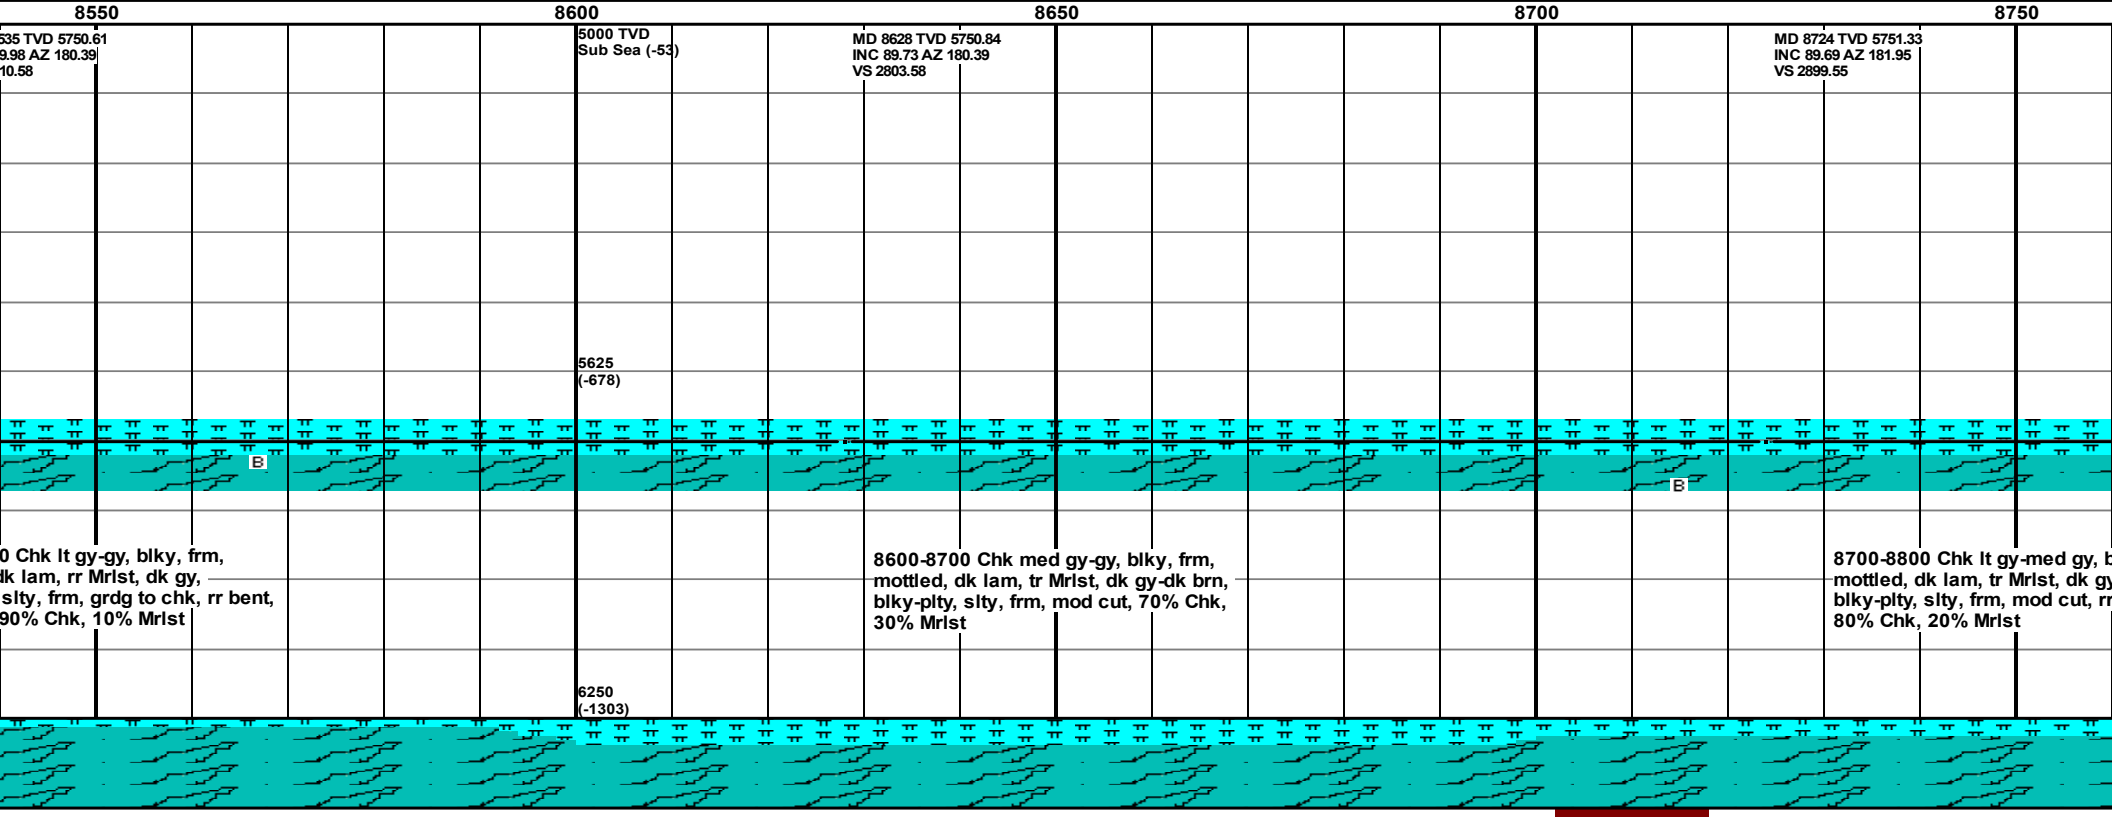 8550 8600 8650 8700 8750
535 TVD 5750.61
9.98 AZ 180.39
10.58
5000 TVD
Sub Sea (-53)
MD 8628 TVD 5750.84
INC 89.73 AZ 180.39
VS 2803.58
MD 8724 TVD 5751.33
INC 89.69 AZ 181.95
VS 2899.55
5625
(-678)
B
B
0 Chk lt gy-gy, blky, frm,
dk lam, rr Mrlst, dk gy,
slty, frm, grdg to chk, rr bent,
90% Chk, 10% Mrlst
8600-8700 Chk med gy-gy, blky, frm,
mottled, dk lam, tr Mrlst, dk gy-dk brn,
blky-plty, slty, frm, mod cut, 70% Chk,
30% Mrlst
8700-8800 Chk lt gy-med gy, b
mottled, dk lam, tr Mrlst, dk gy
blky-plty, slty, frm, mod cut, rr
80% Chk, 20% Mrlst
6250
(-1303)